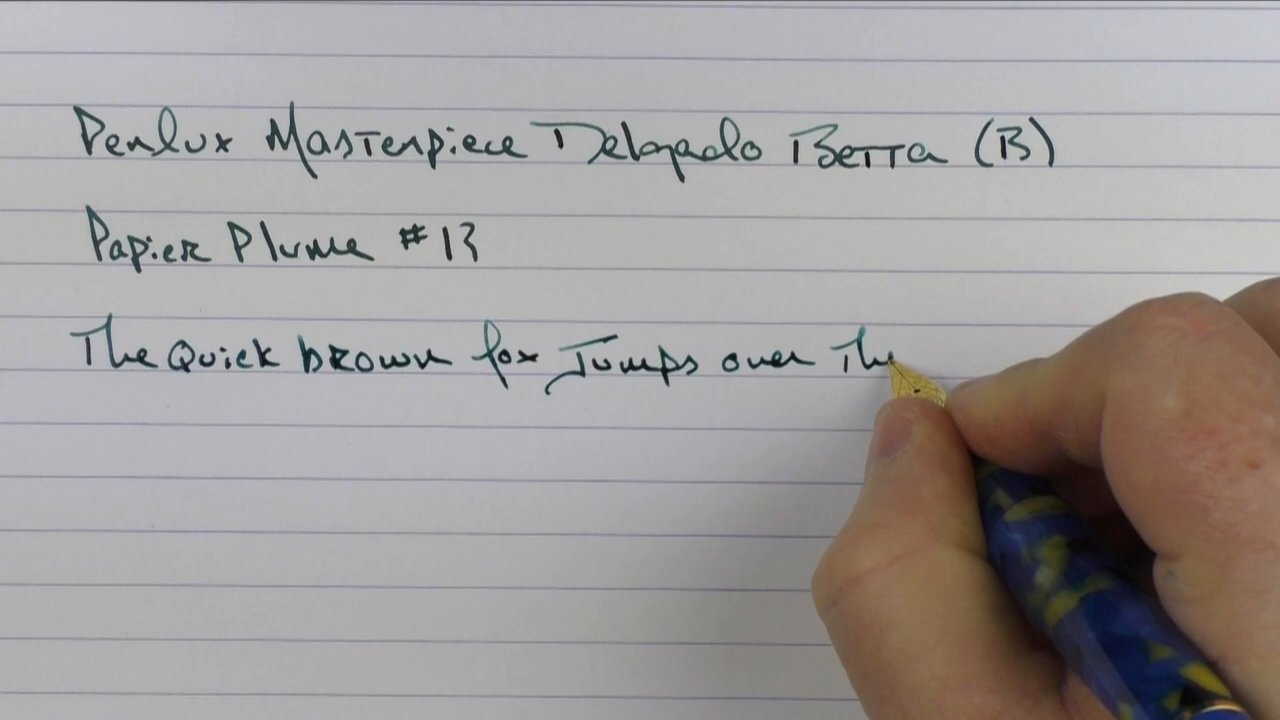 Penlux Masterpiece Delgado Betta (B)
Papier Plume #13
The Quick brown fox Jumps over Th